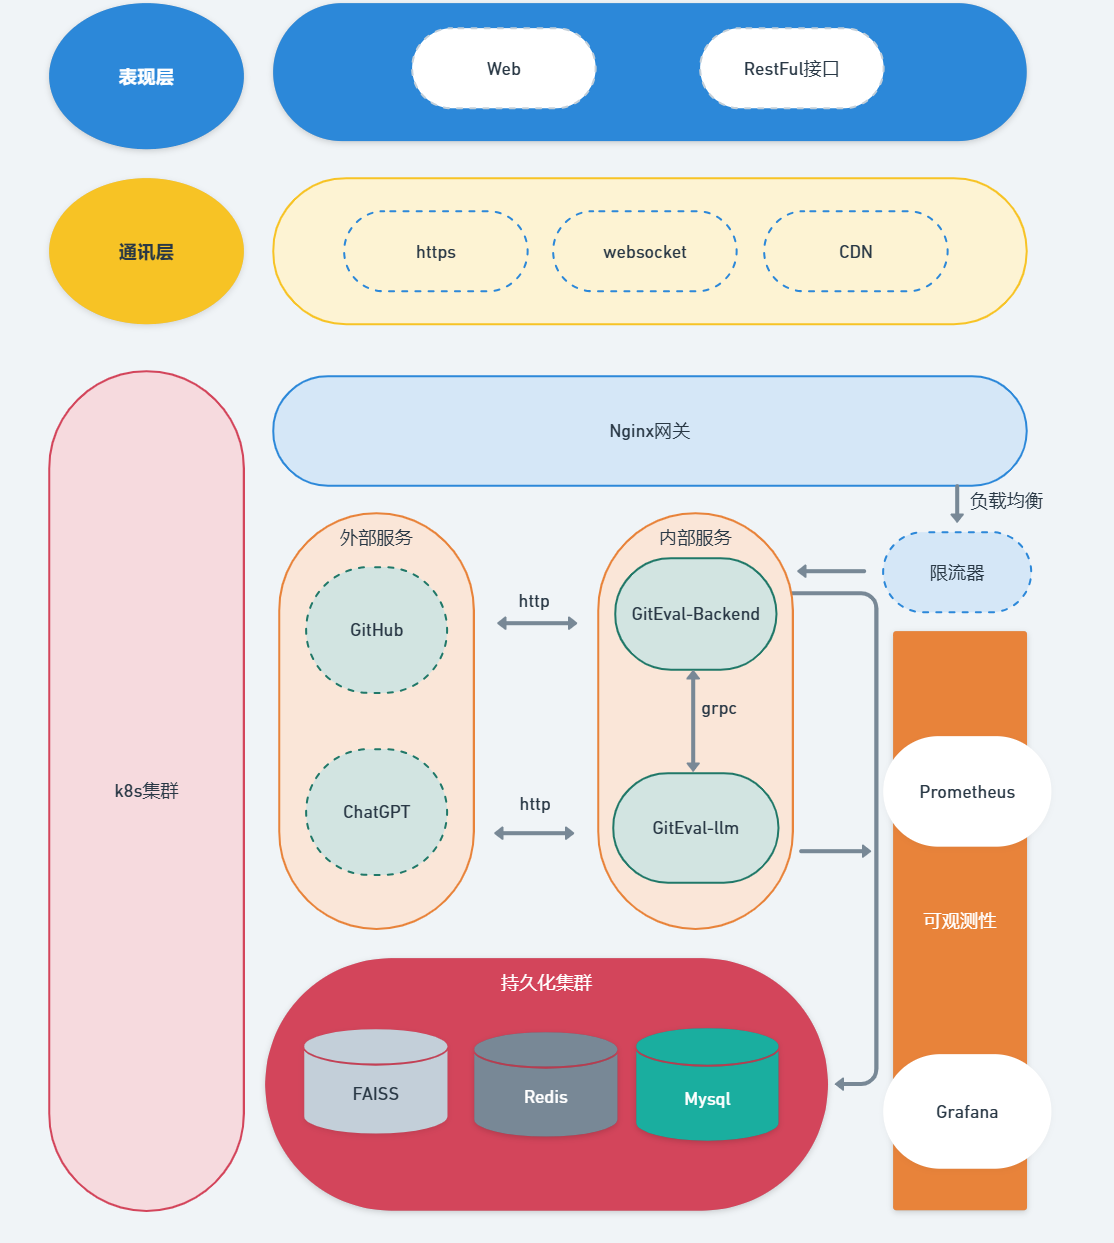 表现层
Web
RestFul接口
通讯层
https
websocket
CDN
Nginx网关
负载均衡
外部服务
内部服务
限流器
GitHub
http
GitEval-Backend
grpc
k8s集群
ChatGPT
http
GitEval-llm
Prometheus
可观测性
持久化集群
FAISS
Redis
Mysql
Grafana